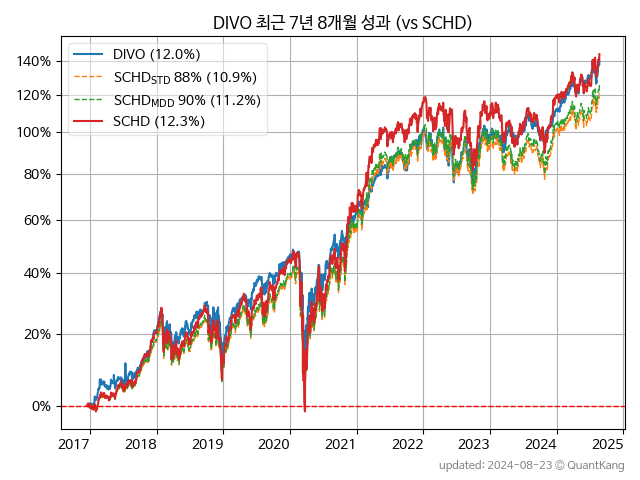 DIVO 최근 7년 8개월 성과 (vs SCHD)
DIVO (12.0%)
SCHD_STD 88% (10.9%)
SCHD_MDD 90% (11.2%)
SCHD (12.3%)
140%
120%
100%
80%
60%
40%
20%
0%
2017 2018 2019 2020 2021 2022 2023 2024 2025
updated: 2024-08-23 © QuantKang